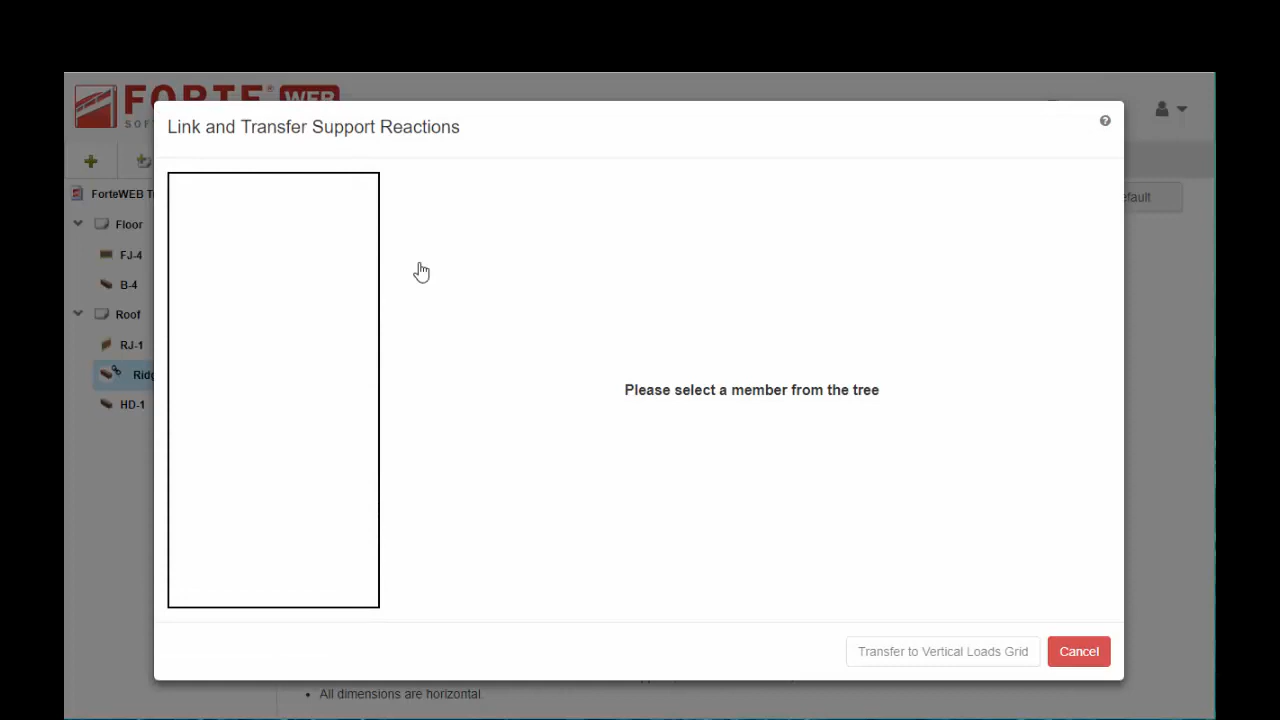 FORTE® WEB
Link and Transfer Support Reactions
ForteWEB T
Floor
FJ-4
B-4
Roof
RJ-1
Ridg
HD-1
efault
Please select a member from the tree
Transfer to Vertical Loads Grid
Cancel
• All dimensions are horizontal.